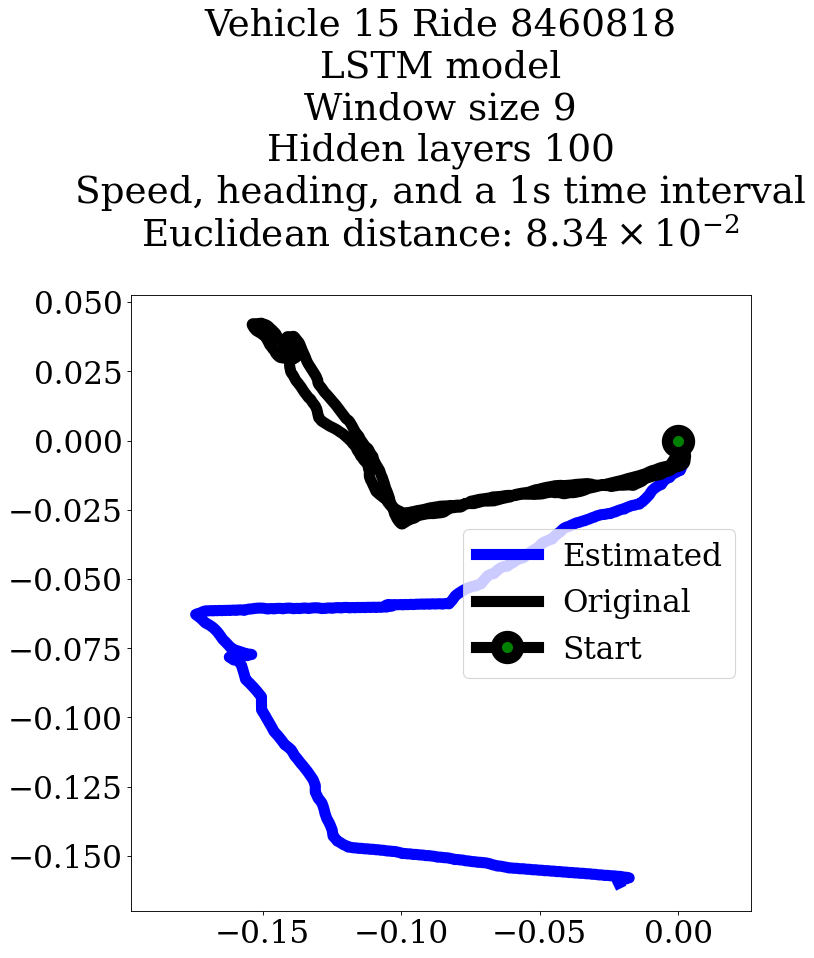 Vehicle 15 Ride 8460818
LSTM model
Window size 9
Hidden layers 100
Speed, heading, and a 1s time interval
Euclidean distance: 8.34 × 10⁻²
0.050
0.025
0.000
−0.025
−0.050
−0.075
−0.100
−0.125
−0.150
Estimated
Original
Start
−0.15 −0.10 −0.05 0.00